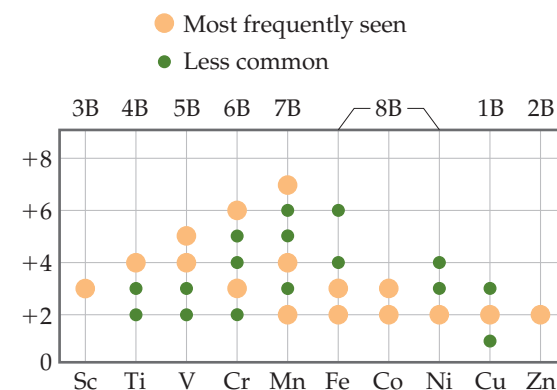 Most frequently seen
Less common
3B 4B 5B 6B 7B 8B 1B 2B
+8
+6
+4
+2
0
Sc Ti V Cr Mn Fe Co Ni Cu Zn